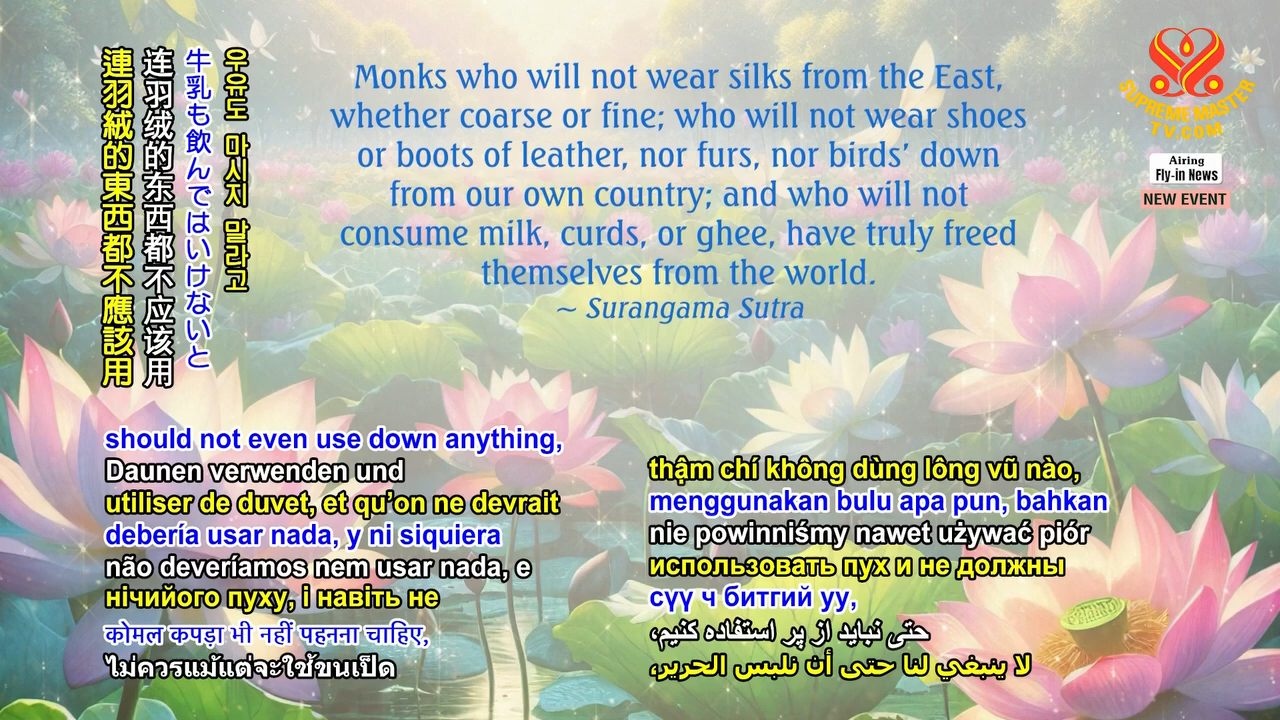 連羽絨的東西都不應該用
连羽绒的东西都不应该用
牛乳も飲んではいけないと
우유도 마시지 말라고
Monks who will not wear silks from the East,
whether coarse or fine; who will not wear shoes
or boots of leather, nor furs, nor birds’ down
from our own country; and who will not
consume milk, curds, or ghee, have truly freed
themselves from the world.
~ Surangama Sutra
SUPREME MASTER
TV.COM
Airing
Fly-in News
NEW EVENT
should not even use down anything,
Daunen verwenden und
utiliser de duvet, et qu’on ne devrait
debería usar nada, y ni siquiera
não deveríamos nem usar nada, e
нічийого пуху, і навіть не
कोमल कपड़ा भी नहीं पहनना चाहिए,
ไม่ควรแม้แต่จะใช้ขนเป็ด
thậm chí không dùng lông vũ nào,
menggunakan bulu apa pun, bahkan
nie powinniśmy nawet używać piór
использовать пух и не должны
сүү ч битгий уу,
حتی نباید از پر استفاده کنیم،
لا ينبغي لنا حتى أن نلبس الحرير،